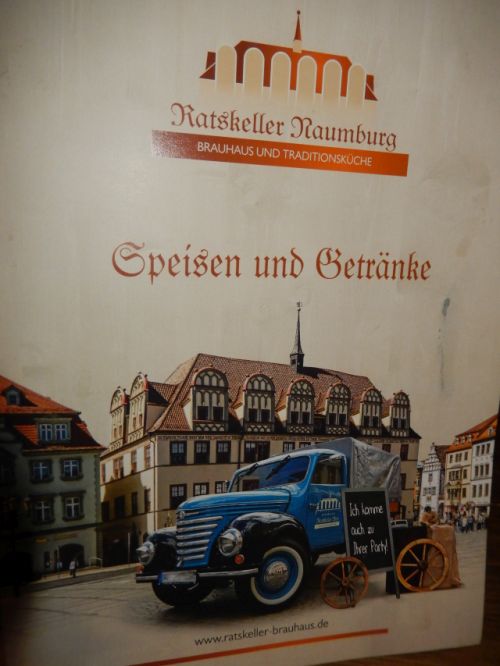 Ratskeller Naumburg
BRAUHAUS UND TRADITIONSKÜCHE
Speisen und Getränke
Ich komme
auch zu
Ihrer Party!
www.ratskeller-brauhaus.de